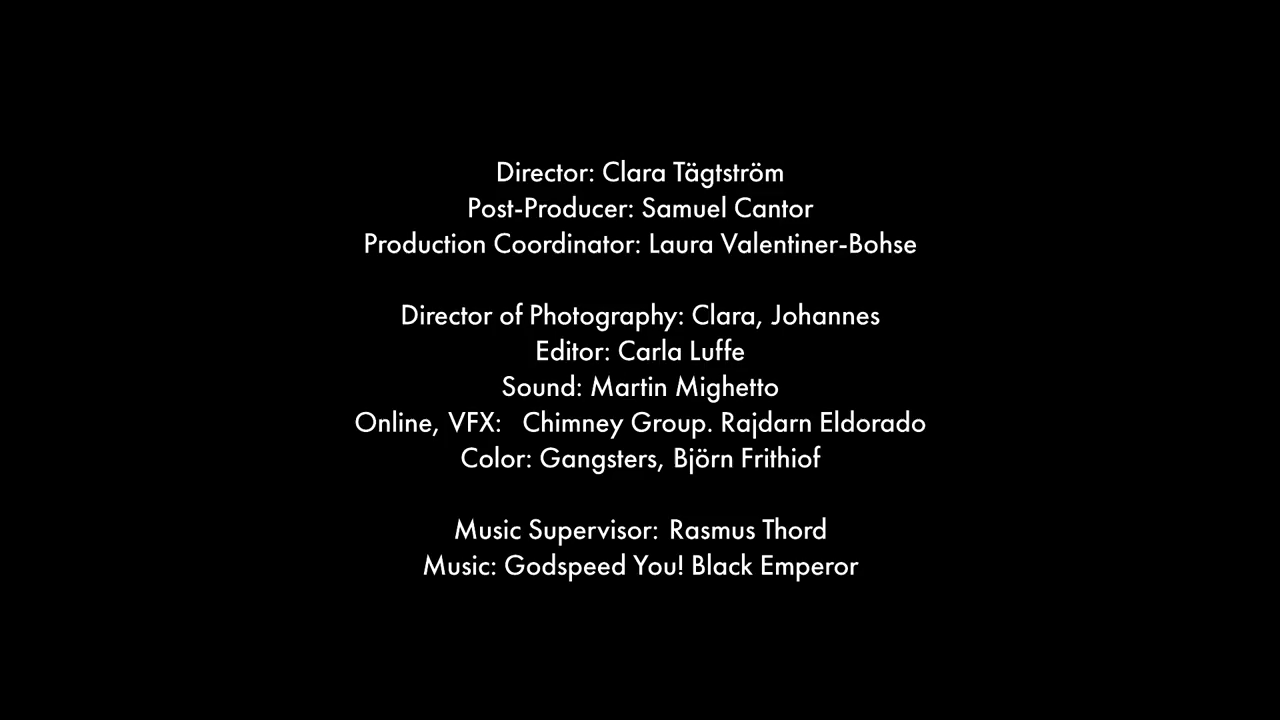 Director: Clara Tägtström
Post-Producer: Samuel Cantor
Production Coordinator: Laura Valentiner-Bohse
Director of Photography: Clara, Johannes
Editor: Carla Luffe
Sound: Martin Mighetto
Online, VFX: Chimney Group. Rajdarn Eldorado
Color: Gangsters, Björn Frithiof
Music Supervisor: Rasmus Thord
Music: Godspeed You! Black Emperor